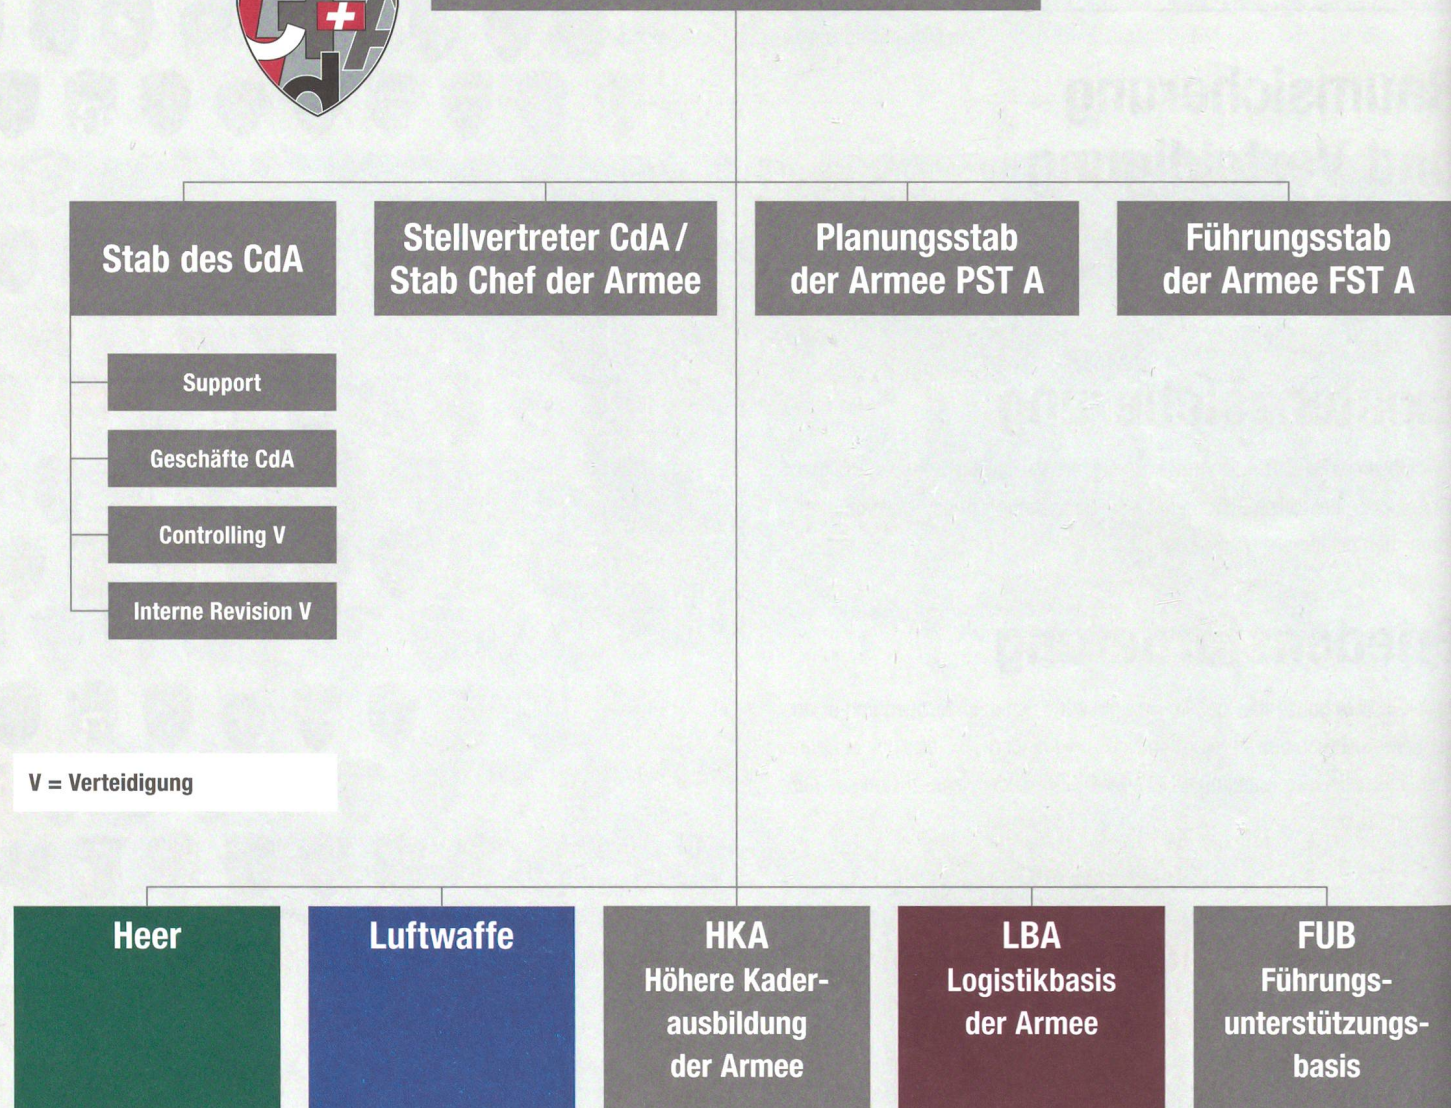 CdA
Stab des CdA
Stellvertreter CdA /
Stab Chef der Armee
Planungsstab
der Armee PST A
Führungsstab
der Armee FST A
Support
Geschäfte CdA
Controlling V
Interne Revision V
V = Verteidigung
Heer
Luftwaffe
HKA
Höhere Kader-
ausbildung
der Armee
LBA
Logistikbasis
der Armee
FUB
Führungs-
unterstützungs-
basis